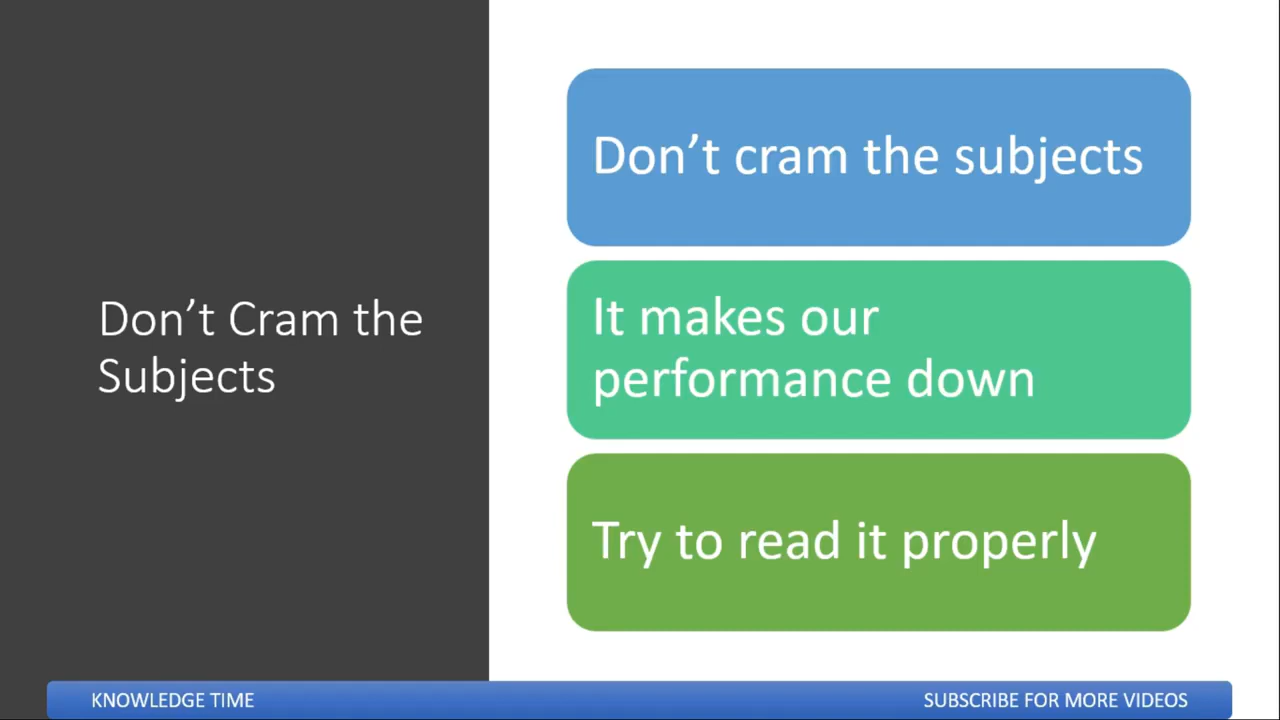 Don’t Cram the
Subjects
Don’t cram the subjects
It makes our
performance down
Try to read it properly
KNOWLEDGE TIME
SUBSCRIBE FOR MORE VIDEOS